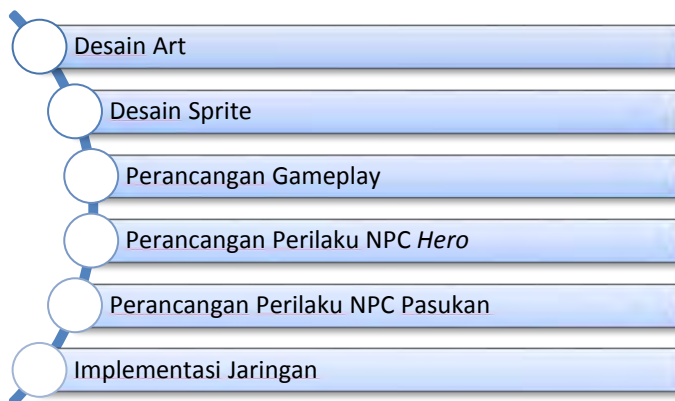 Desain Art
Desain Sprite
Perancangan Gameplay
Perancangan Perilaku NPC Hero
Perancangan Perilaku NPC Pasukan
Implementasi Jaringan